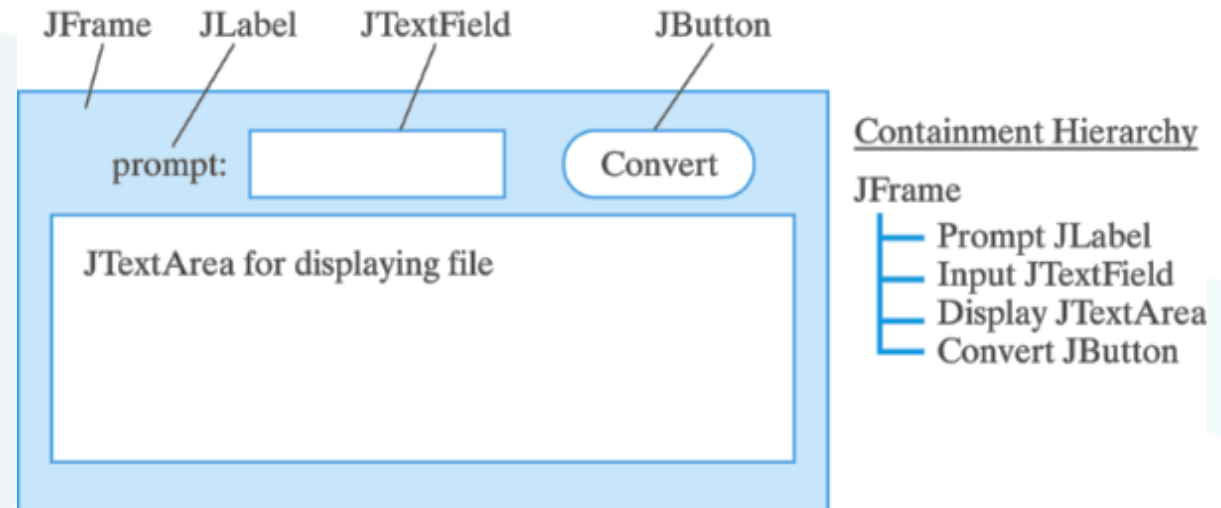 JFrame JLabel JTextField JButton
prompt: Convert
JTextArea for displaying file
Containment Hierarchy
JFrame
Prompt JLabel
Input JTextField
Display JTextArea
Convert JButton